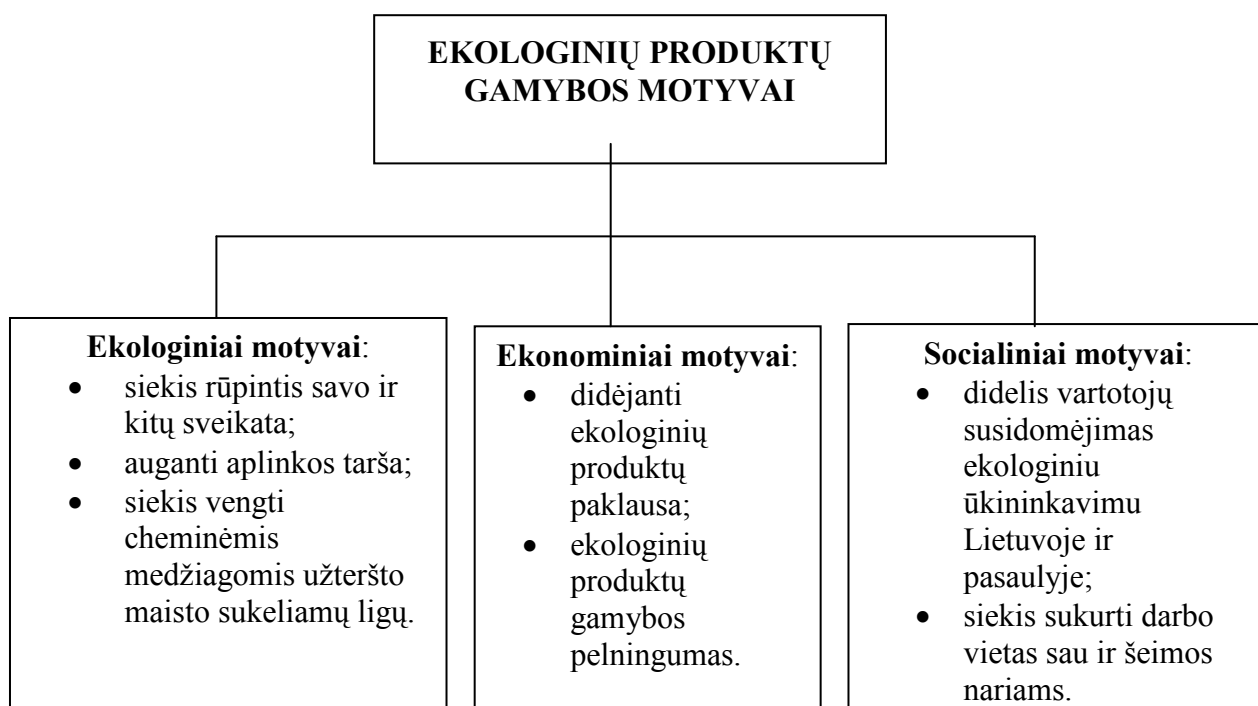 EKOLOGINIŲ PRODUKTŲ
GAMYBOS MOTYVAI
Ekologiniai motyvai:
• siekis rūpintis savo ir
kitų sveikata;
• auganti aplinkos tarša;
• siekis vengti
cheminėmis
medžiagomis užteršto
maisto sukeliamų ligų.
Ekonominiai motyvai:
• didėjanti
ekologinių
produktų
paklausa;
• ekologinių
produktų
gamybos
pelningumas.
Socialiniai motyvai:
• didelis vartotojų
susidomėjimas
ekologiniu
ūkininkavimu
Lietuvoje ir
pasaulyje;
• siekis sukurti darbo
vietas sau ir šeimos
nariams.